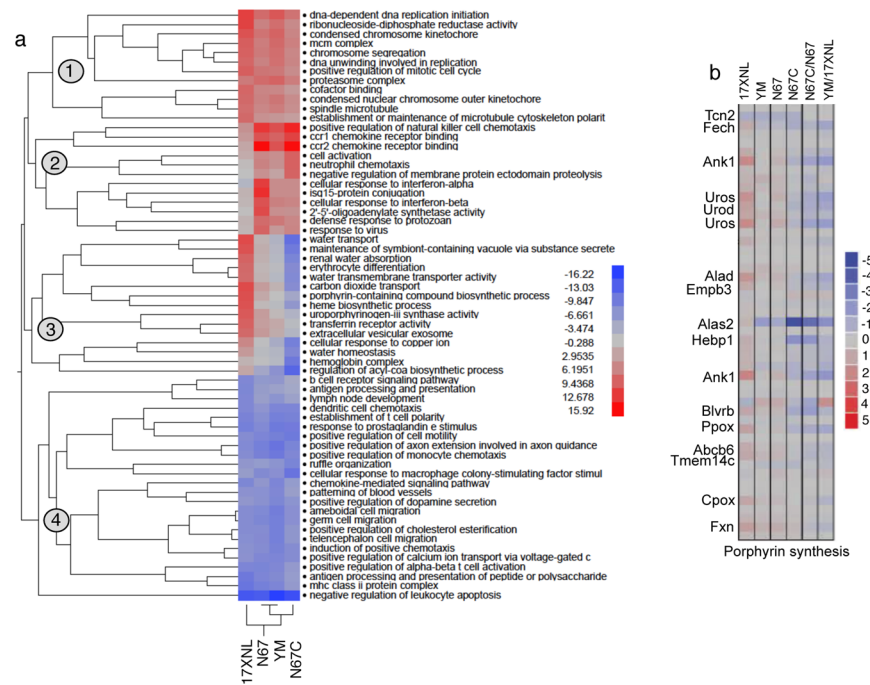 a
1
2
3
4
dna-dependent dna replication initiation
ribonucleoside-diphosphate reductase activity
condensed chromosome kinetochore
mcm complex
chromosome segregation
dna unwinding involved in replication
positive regulation of mitotic cell cycle
proteasome complex
cofactor binding
condensed nuclear chromosome outer kinetochore
spindle microtubule
establishment or maintenance of microtubule cytoskeleton polarit
positive regulation of natural killer cell chemotaxis
ccr1 chemokine receptor binding
ccr2 chemokine receptor binding
cell activation
neutrophil chemotaxis
negative regulation of membrane protein ectodomain proteolysis
cellular response to interferon-alpha
isg15-protein conjugation
cellular response to interferon-beta
2'-5'-oligoadenylate synthetase activity
defense response to protozoan
response to virus
water transport
maintenance of symbiont-containing vacuole via substance secrete
renal water absorption
erythrocyte differentiation
water transmembrane transporter activity
carbon dioxide transport
porphyrin-containing compound biosynthetic process
heme biosynthetic process
uroporphyrinogen-iii synthase activity
transferrin receptor activity
extracellular vesicular exosome
cellular response to copper ion
water homeostasis
hemoglobin complex
regulation of acyl-coa biosynthetic process
b cell receptor signaling pathway
antigen processing and presentation
lymph node development
dendritic cell chemotaxis
establishment of t cell polarity
response to prostaglandin e stimulus
positive regulation of cell motility
positive regulation of axon extension involved in axon guidance
positive regulation of monocyte chemotaxis
ruffle organization
cellular response to macrophage colony-stimulating factor stimul
chemokine-mediated signaling pathway
patterning of blood vessels
positive regulation of dopamine secretion
ameboidal cell migration
germ cell migration
positive regulation of cholesterol esterification
telencephalon cell migration
induction of positive chemotaxis
positive regulation of calcium ion transport via voltage-gated c
positive regulation of alpha-beta t cell activation
antigen processing and presentation of peptide or polysaccharide
mhc class ii protein complex
negative regulation of leukocyte apoptosis
-16.22
-13.03
-9.847
-6.661
-3.474
-0.288
2.9535
6.1951
9.4368
12.678
15.92
17XNL
N67
YM
N67C
b
17XNL
YM
N67
N67C
N67C/N67
YM/17XNL
Tcn2
Fech
Ank1
Uros
Urod
Uros
Alad
Empb3
Alas2
Hebp1
Ank1
Blvrb
Ppox
Abcb6
Tmem14c
Cpox
Fxn
-5
-4
-3
-2
-1
0
1
2
3
4
5
Porphyrin synthesis